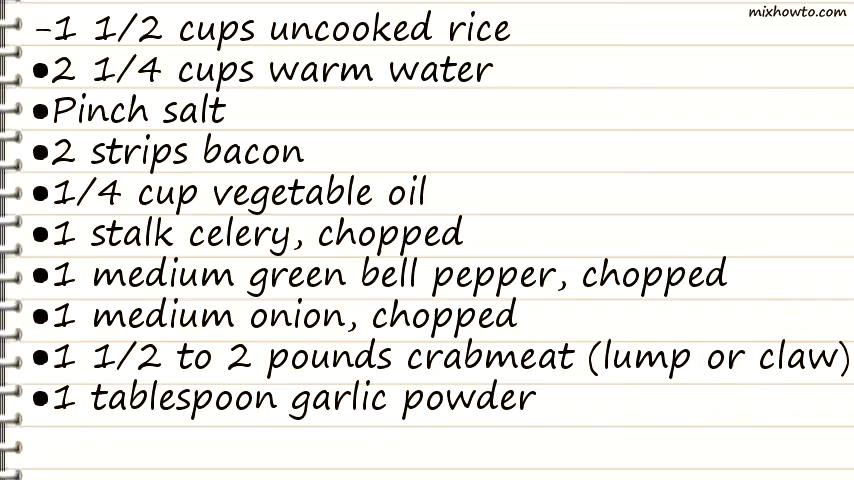 mixhowto.com
-1 1/2 cups uncooked rice
•2 1/4 cups warm water
•Pinch salt
•2 strips bacon
•1/4 cup vegetable oil
•1 stalk celery, chopped
•1 medium green bell pepper, chopped
•1 medium onion, chopped
•1 1/2 to 2 pounds crabmeat (lump or claw)
•1 tablespoon garlic powder